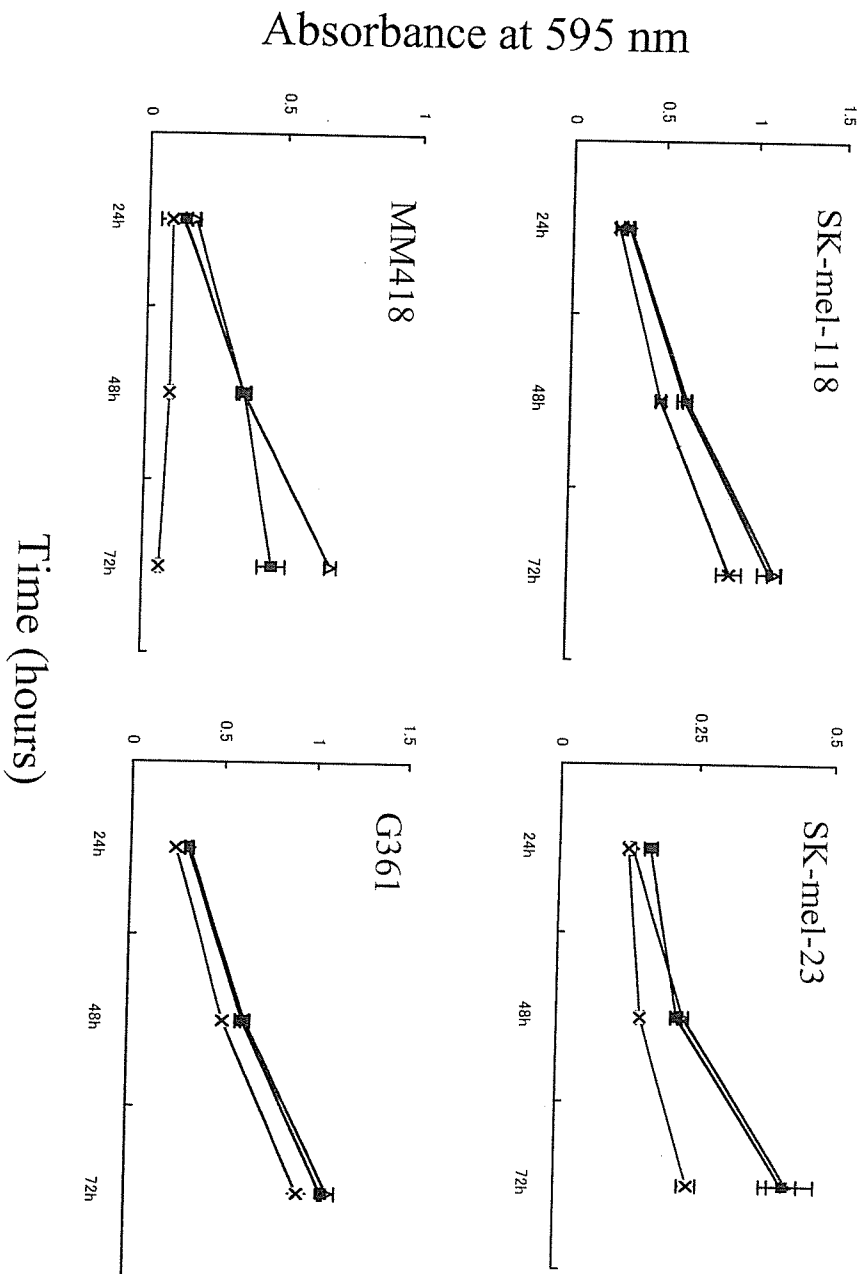 Absorbance at 595 nm
SK-mel-118
1.5
1
0.5
0
24h
48h
72h
SK-mel-23
0.5
0.25
0
24h
48h
72h
MM418
1
0.5
0
24h
48h
72h
G361
1.5
1
0.5
0
24h
48h
72h
Time (hours)